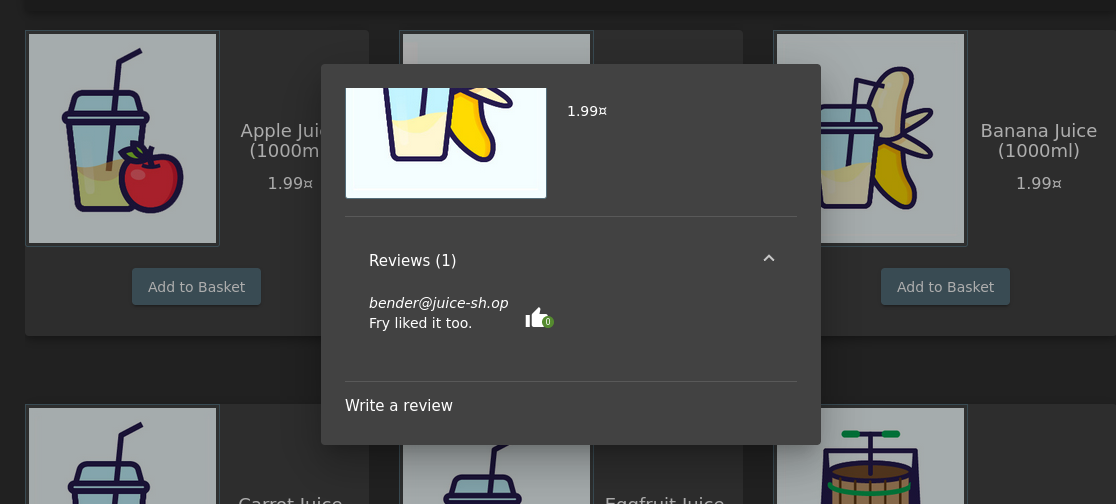 Apple Jui
(1000m
1.99¤
Add to Basket
1.99¤
Reviews (1)
bender@juice-sh.op
Fry liked it too.
0
Write a review
Banana Juice
(1000ml)
1.99¤
Add to Basket
Carrot Juice
Eggfruit Juice